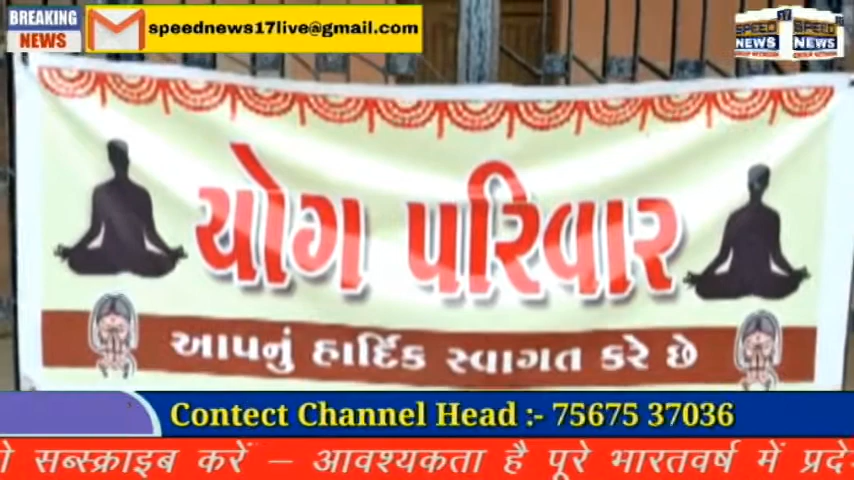 BREAKING
NEWS
speednews17live@gmail.com
SPEED 17 SPEED
NEWS NEWS
યોગ પરિવાર
આપનું હાર્દિક સ્વાગત કરે છે
Contect Channel Head :- 75675 37036
सब्स्क्राइब करें – आवश्यकता है पूरे भारतवर्ष में